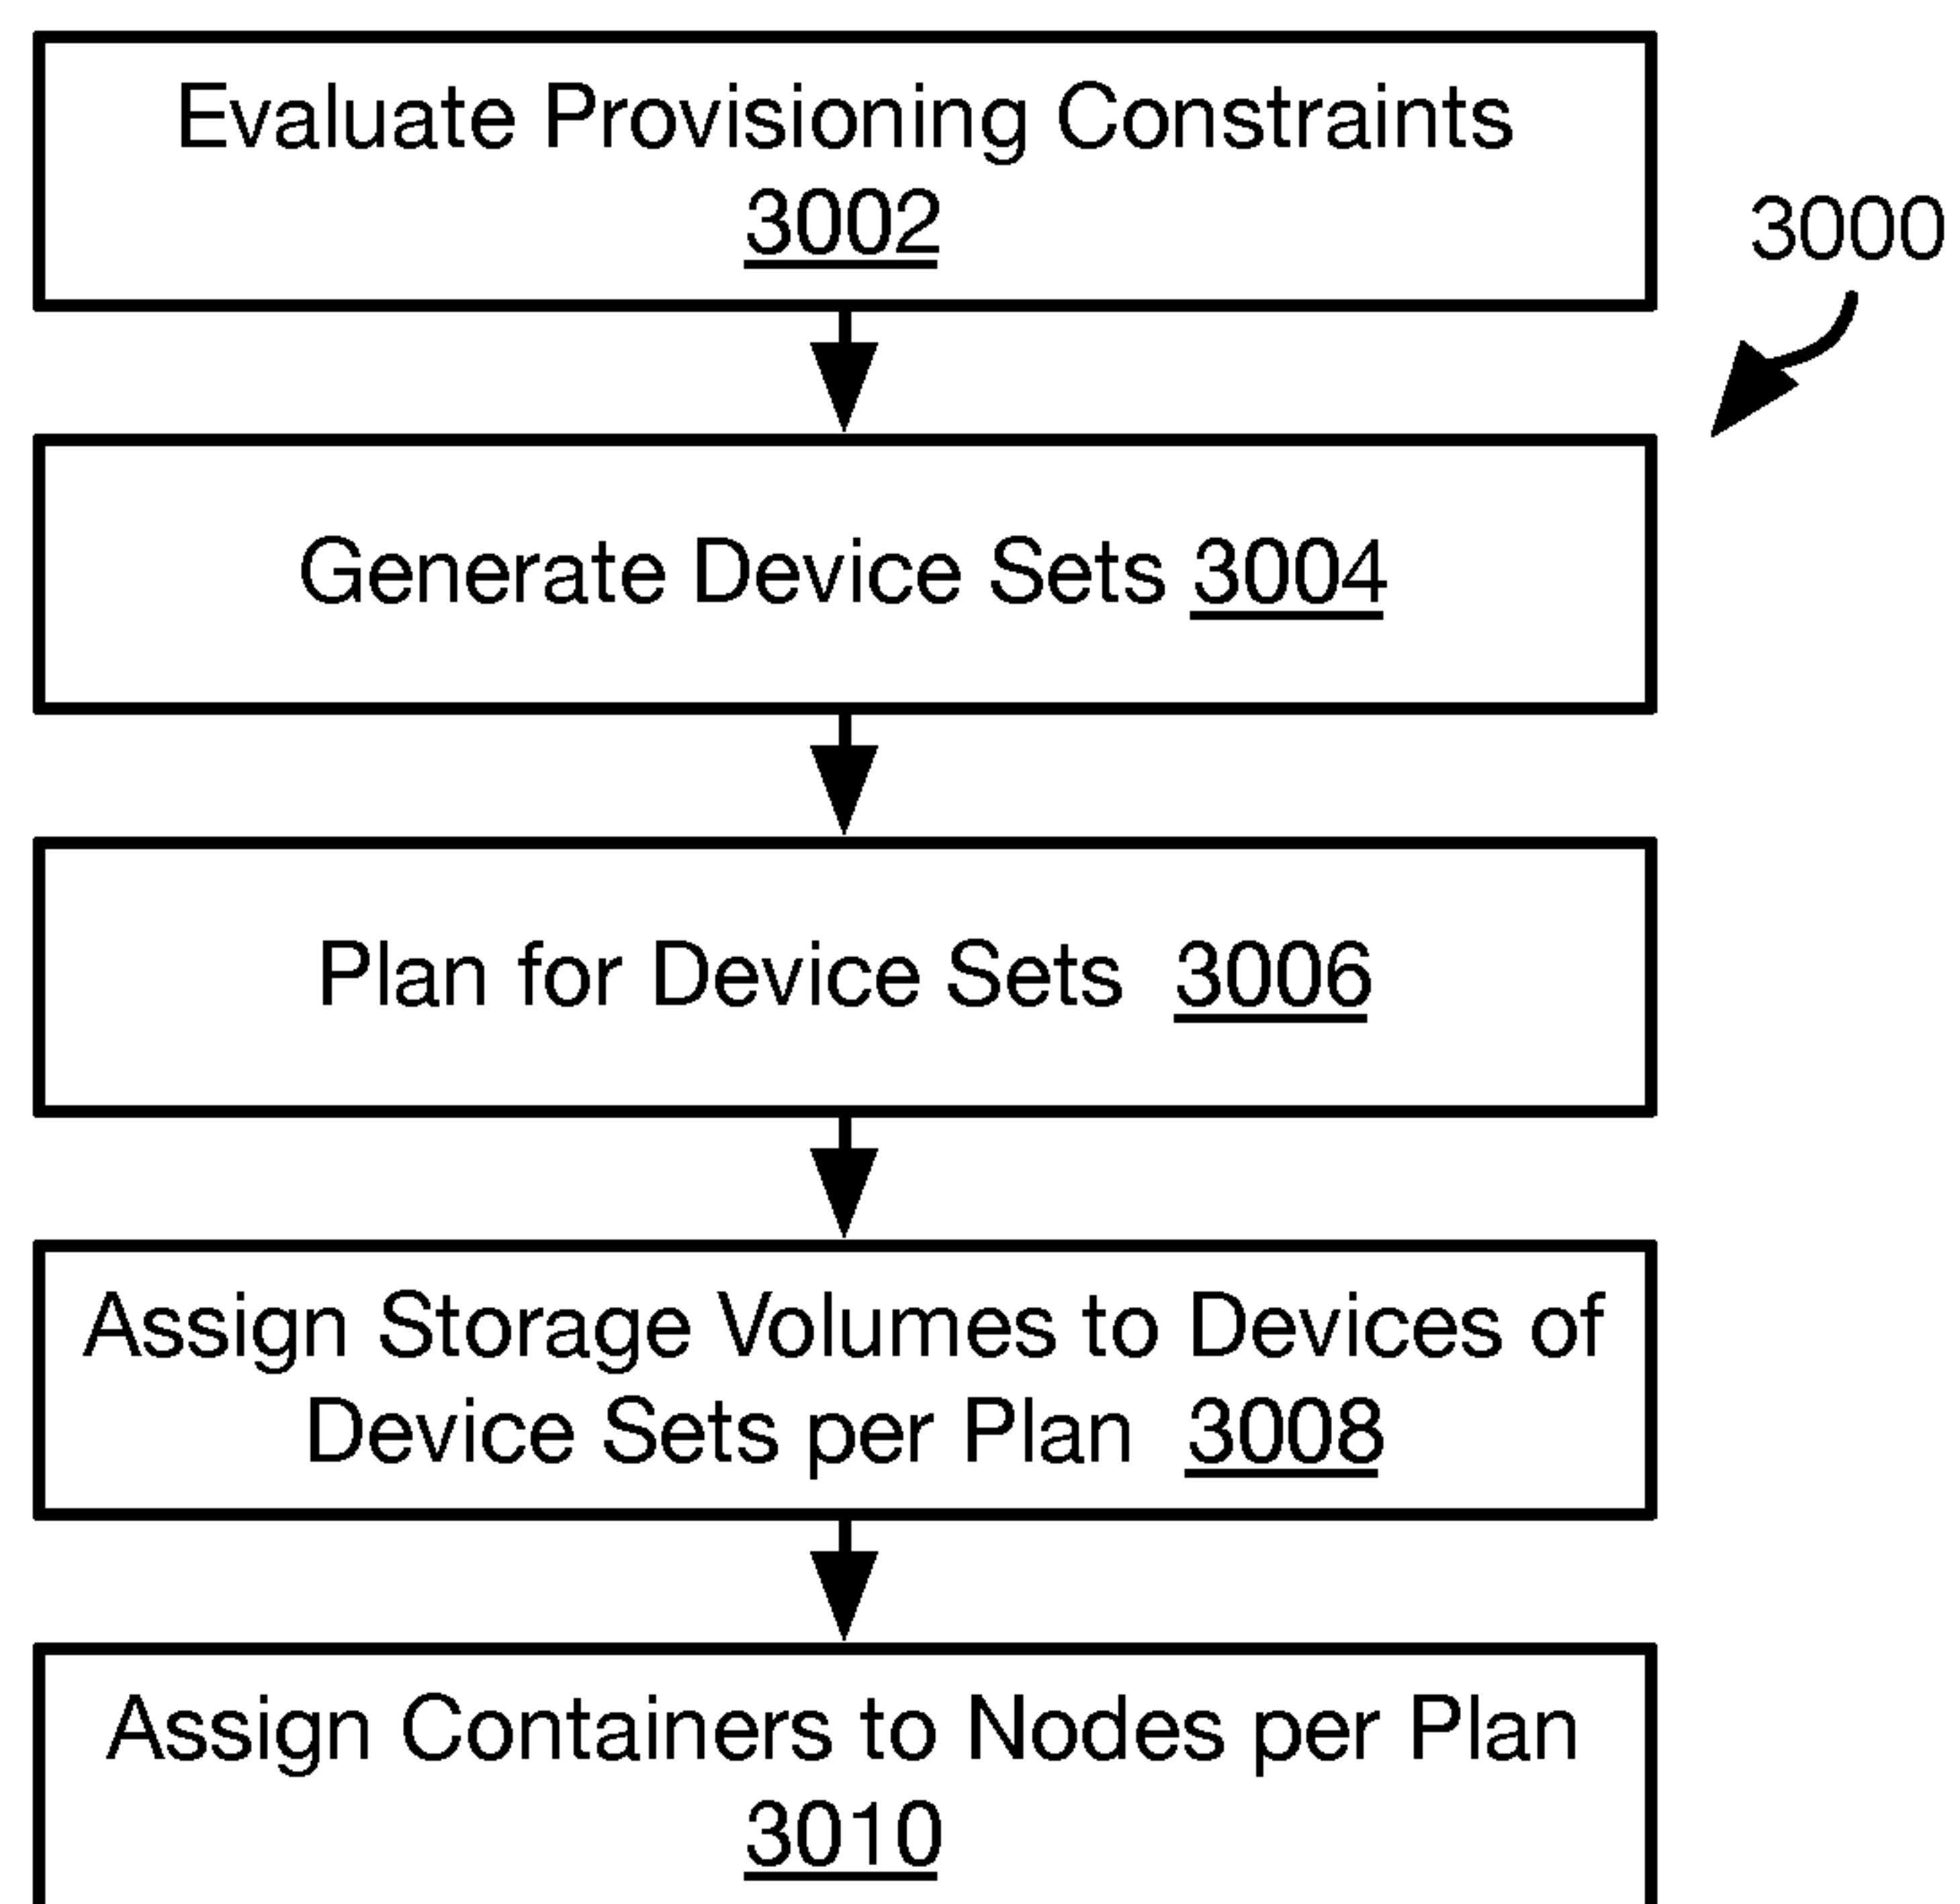 Evaluate Provisioning Constraints
3002
3000
Generate Device Sets 3004
Plan for Device Sets 3006
Assign Storage Volumes to Devices of
Device Sets per Plan 3008
Assign Containers to Nodes per Plan
3010